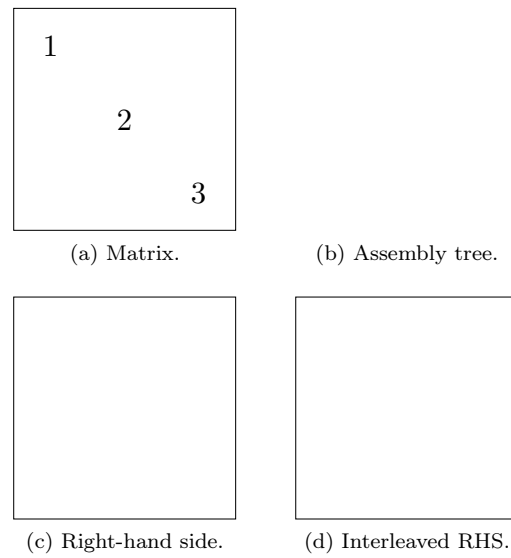 1
2
3
(a) Matrix.
(b) Assembly tree.
(c) Right-hand side.
(d) Interleaved RHS.